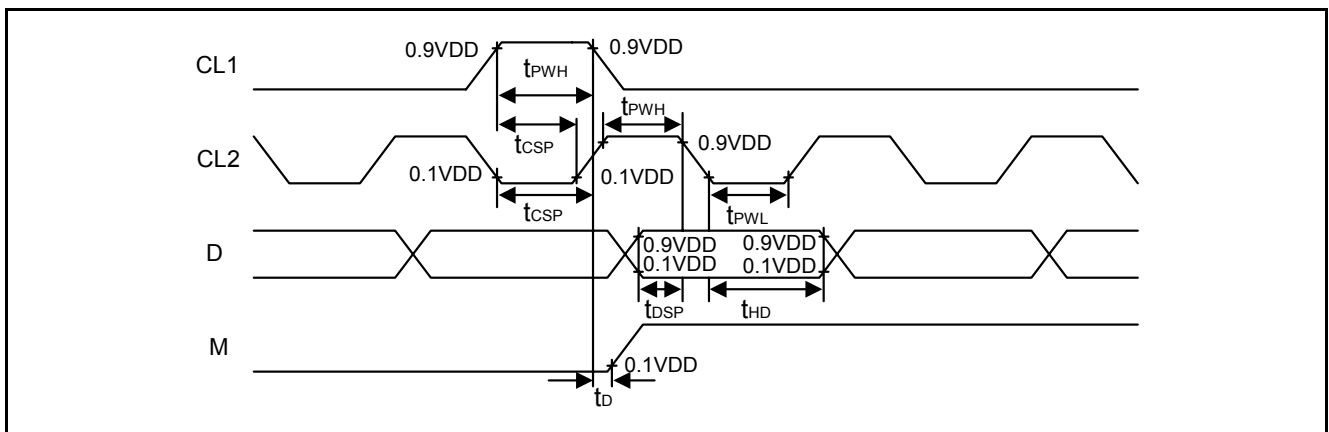 CL1
0.9VDD
0.9VDD
tPWH
tPWH
tCSP
CL2
0.9VDD
0.1VDD
0.1VDD
tCSP
tPWL
D
0.9VDD
0.9VDD
0.1VDD
0.1VDD
tDSP
tHD
M
0.1VDD
tD